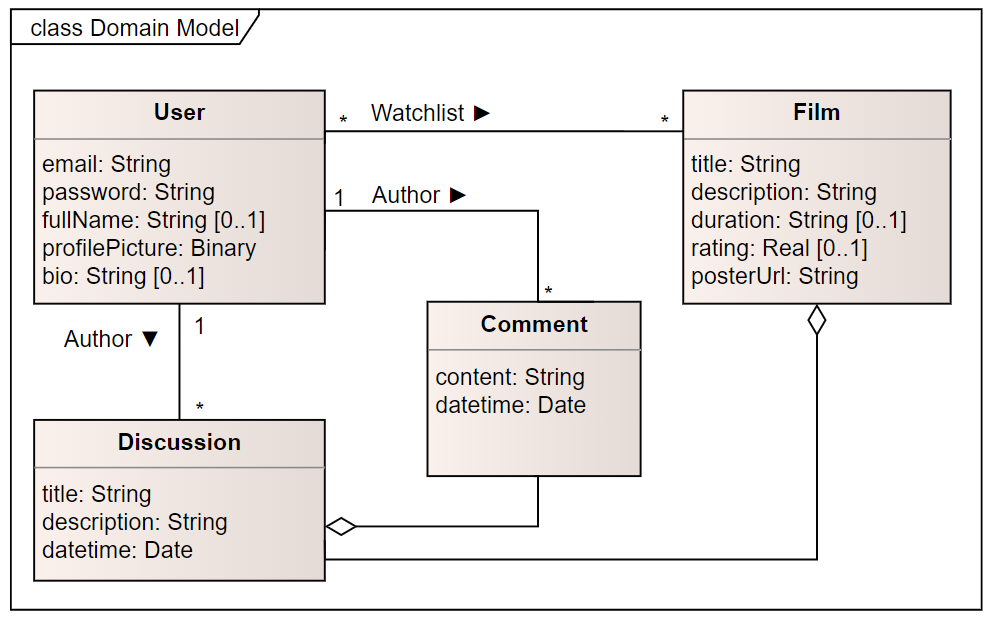 class Domain Model
User
email: String
password: String
fullName: String [0..1]
profilePicture: Binary
bio: String [0..1]
* Watchlist ► *
1 Author ►
*
Film
title: String
description: String
duration: String [0..1]
rating: Real [0..1]
posterUrl: String
Comment
content: String
datetime: Date
Author ▼ 1
*
Discussion
title: String
description: String
datetime: Date